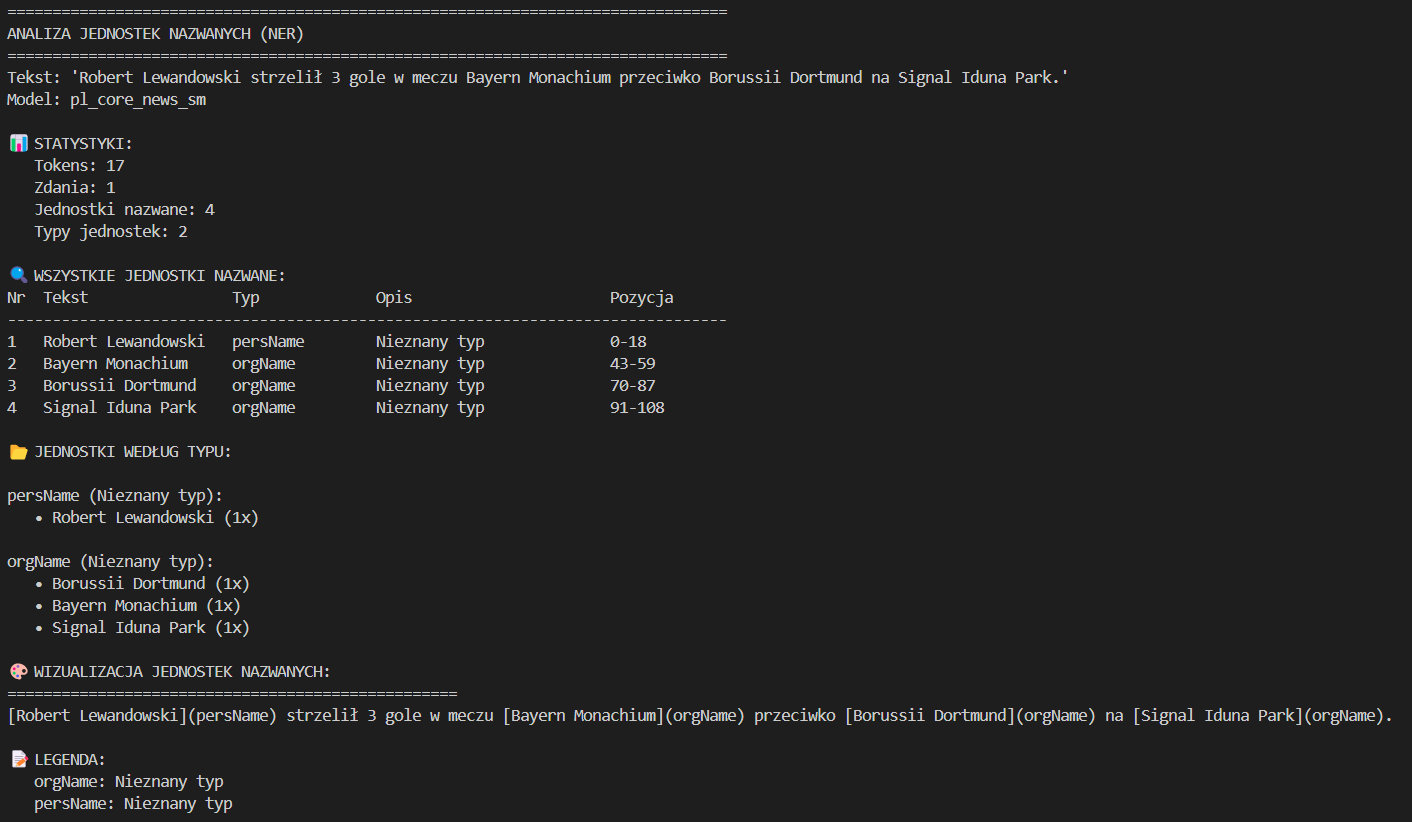 ================================================================================
ANALIZA JEDNOSTEK NAZWANYCH (NER)
================================================================================
Tekst: 'Robert Lewandowski strzelił 3 gole w meczu Bayern Monachium przeciwko Borussii Dortmund na Signal Iduna Park.'
Model: pl_core_news_sm

📊 STATYSTYKI:
   Tokens: 17
   Zdania: 1
   Jednostki nazwane: 4
   Typy jednostek: 2

🔍 WSZYSTKIE JEDNOSTKI NAZWANE:
Nr  Tekst                Typ             Opis                      Pozycja
--------------------------------------------------------------------------------
1   Robert Lewandowski   persName        Nieznany typ              0-18
2   Bayern Monachium     orgName         Nieznany typ              43-59
3   Borussii Dortmund    orgName         Nieznany typ              70-87
4   Signal Iduna Park    orgName         Nieznany typ              91-108

📂 JEDNOSTKI WEDŁUG TYPU:

persName (Nieznany typ):
   • Robert Lewandowski (1x)

orgName (Nieznany typ):
   • Borussii Dortmund (1x)
   • Bayern Monachium (1x)
   • Signal Iduna Park (1x)

🎨 WIZUALIZACJA JEDNOSTEK NAZWANYCH:
==================================================
[Robert Lewandowski](persName) strzelił 3 gole w meczu [Bayern Monachium](orgName) przeciwko [Borussii Dortmund](orgName) na [Signal Iduna Park](orgName).

📝 LEGENDA:
   orgName: Nieznany typ
   persName: Nieznany typ